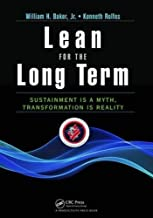 William H. Baker, Jr. • Kenneth Rolfes
Lean
FOR THE
Long Term
SUSTAINMENT IS A MYTH,
TRANSFORMATION IS REALITY
CRC Press